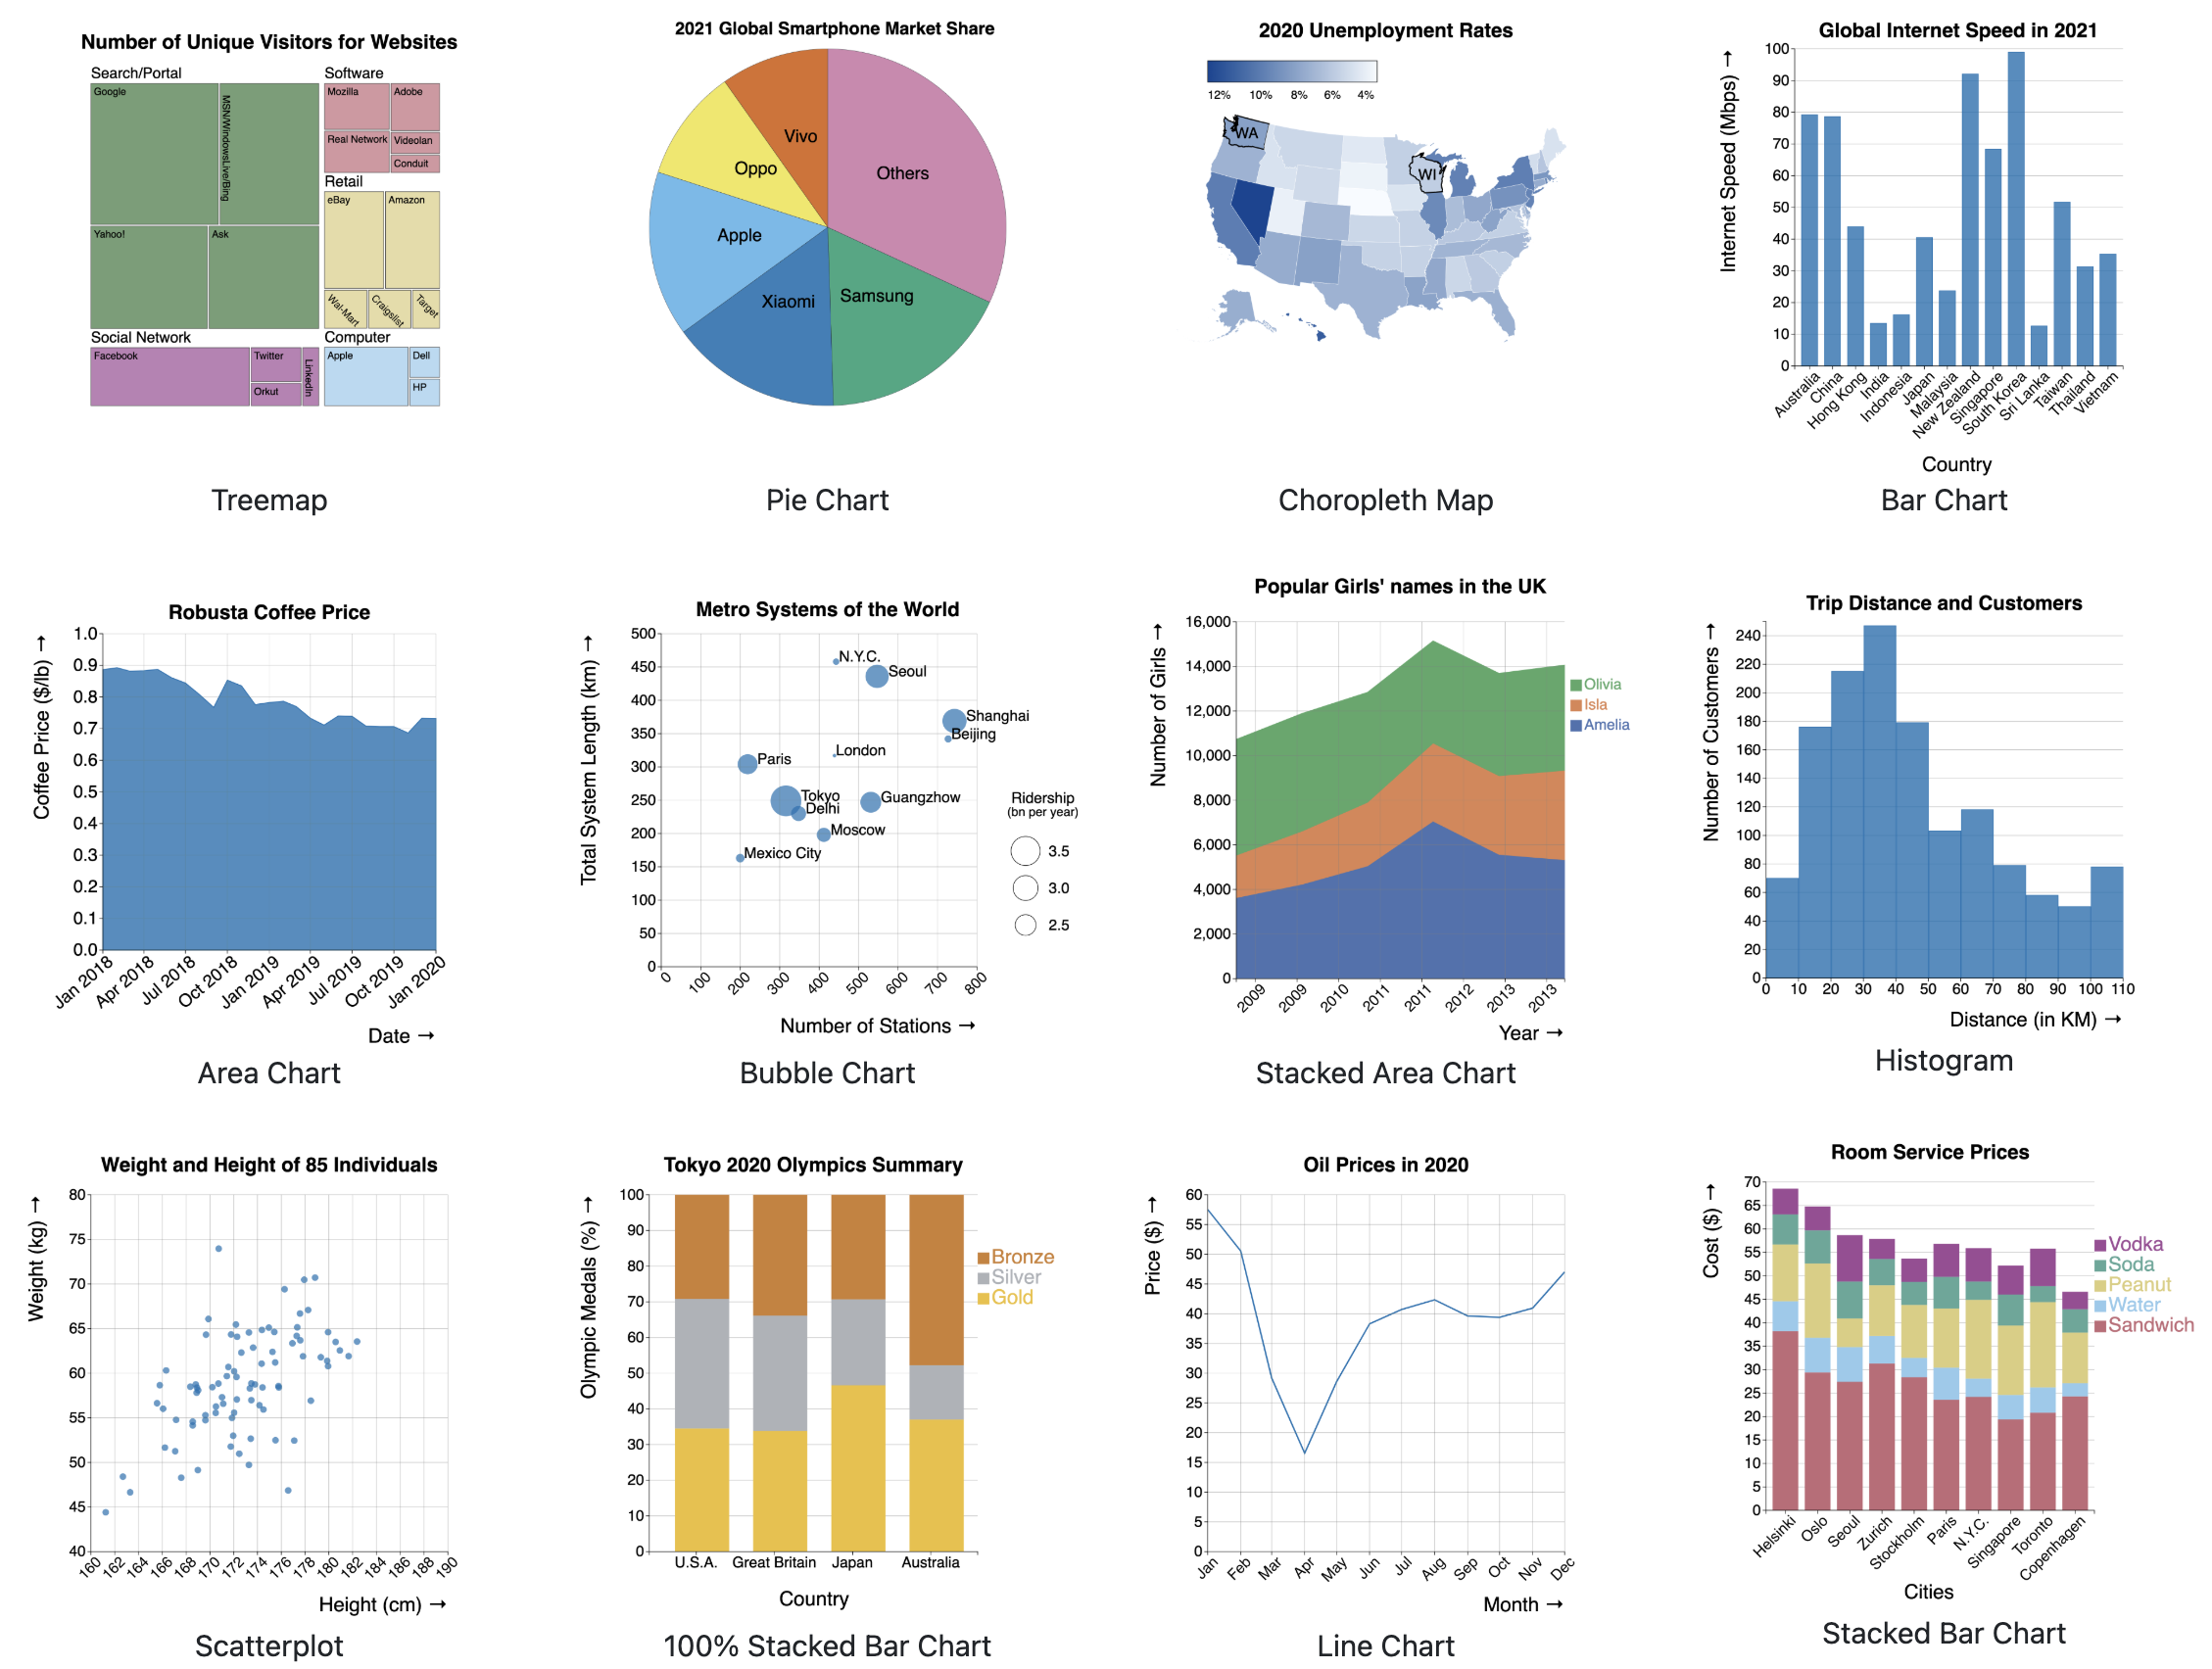 Number of Unique Visitors for Websites
Search/Portal
Google
MSN/WindowsLive/Bing
Yahoo!
Ask
Social Network
Facebook
Twitter
Orkut
LinkedIn
Software
Mozilla
Adobe
Real Network
Videolan
Conduit
Retail
eBay
Amazon
Wal-Mart
Craigslist
Target
Computer
Apple
Dell
HP
Treemap
2021 Global Smartphone Market Share
Vivo
Others
Oppo
Apple
Xiaomi
Samsung
Pie Chart
2020 Unemployment Rates
12% 10% 8% 6% 4%
WA
WI
Choropleth Map
Global Internet Speed in 2021
Internet Speed (Mbps) →
100
90
80
70
60
50
40
30
20
10
0
Australia
China
Hong Kong
India
Indonesia
Japan
Malaysia
New Zealand
Singapore
South Korea
Sri Lanka
Taiwan
Thailand
Vietnam
Country
Bar Chart
Robusta Coffee Price
Coffee Price ($/lb) →
1.0
0.9
0.8
0.7
0.6
0.5
0.4
0.3
0.2
0.1
0.0
Jan 2018
Apr 2018
Jul 2018
Oct 2018
Jan 2019
Apr 2019
Jul 2019
Oct 2019
Jan 2020
Date →
Area Chart
Metro Systems of the World
Total System Length (km) →
500
450
400
350
300
250
200
150
100
50
0
N.Y.C.
Seoul
Shanghai
Beijing
London
Paris
Tokyo
Delhi
Guangzhow
Moscow
Mexico City
0 100 200 300 400 500 600 700 800
Number of Stations →
Ridership
(bn per year)
3.5
3.0
2.5
Bubble Chart
Popular Girls' names in the UK
Number of Girls →
16,000
14,000
12,000
10,000
8,000
6,000
4,000
2,000
0
2009 2009 2010 2011 2011 2012 2013 2013
Year →
Olivia
Isla
Amelia
Stacked Area Chart
Trip Distance and Customers
Number of Customers →
240
220
200
180
160
140
120
100
80
60
40
20
0
0 10 20 30 40 50 60 70 80 90 100 110
Distance (in KM) →
Histogram
Weight and Height of 85 Individuals
Weight (kg) →
80
75
70
65
60
55
50
45
40
160 162 164 166 168 170 172 174 176 178 180 182 184 186 188 190
Height (cm) →
Scatterplot
Tokyo 2020 Olympics Summary
Olympic Medals (%) →
100
90
80
70
60
50
40
30
20
10
0
U.S.A. Great Britain Japan Australia
Country
Bronze
Silver
Gold
100% Stacked Bar Chart
Oil Prices in 2020
Price ($) →
60
55
50
45
40
35
30
25
20
15
10
5
0
Jan Feb Mar Apr May Jun Jul Aug Sep Oct Nov Dec
Month →
Line Chart
Room Service Prices
Cost ($) →
70
65
60
55
50
45
40
35
30
25
20
15
10
5
0
Helsinki
Oslo
Seoul
Zurich
Stockholm
Paris
N.Y.C.
Singapore
Toronto
Copenhagen
Cities
Vodka
Soda
Peanut
Water
Sandwich
Stacked Bar Chart